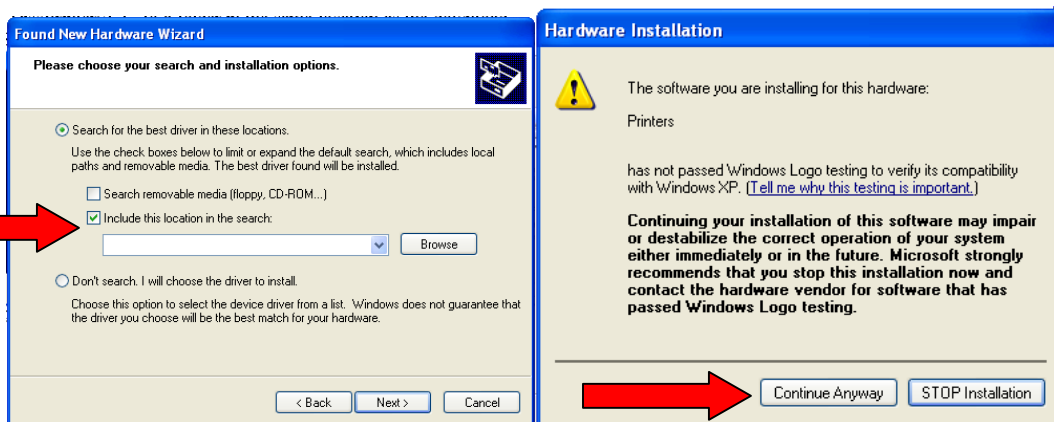 Found New Hardware Wizard
Please choose your search and installation options.
Search for the best driver in these locations.
Use the check boxes below to limit or expand the default search, which includes local
paths and removable media. The best driver found will be installed.
Search removable media (floppy, CD-ROM...)
Include this location in the search:
Browse
Don't search. I will choose the driver to install.
Choose this option to select the device driver from a list. Windows does not guarantee that
the driver you choose will be the best match for your hardware.
< Back
Next >
Cancel
Hardware Installation
The software you are installing for this hardware:
Printers
has not passed Windows Logo testing to verify its compatibility
with Windows XP. (Tell me why this testing is important.)
Continuing your installation of this software may impair
or destabilize the correct operation of your system
either immediately or in the future. Microsoft strongly
recommends that you stop this installation now and
contact the hardware vendor for software that has
passed Windows Logo testing.
Continue Anyway
STOP Installation